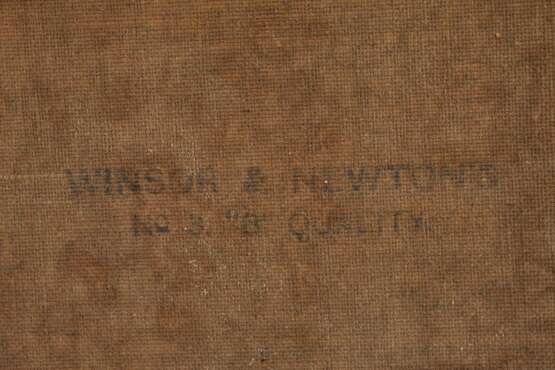 WINSOR & NEWTON'S
No 3. "B" QUALITY.